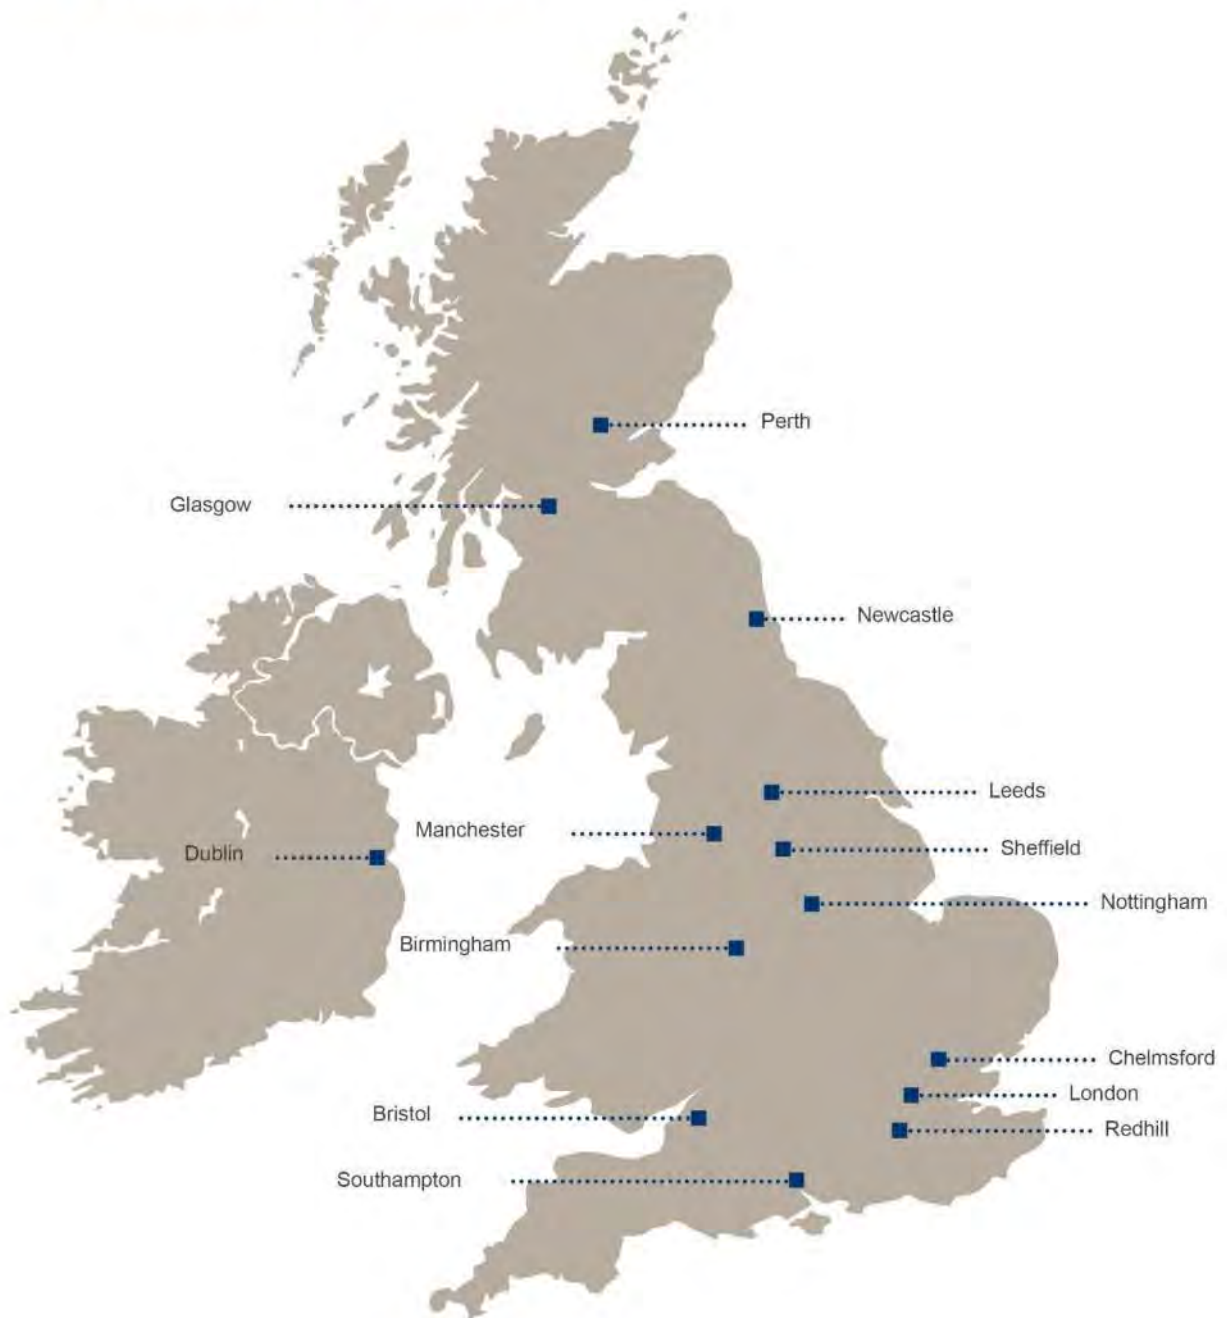 Perth
Glasgow
Newcastle
Leeds
Manchester
Sheffield
Dublin
Nottingham
Birmingham
Chelmsford
London
Bristol
Redhill
Southampton